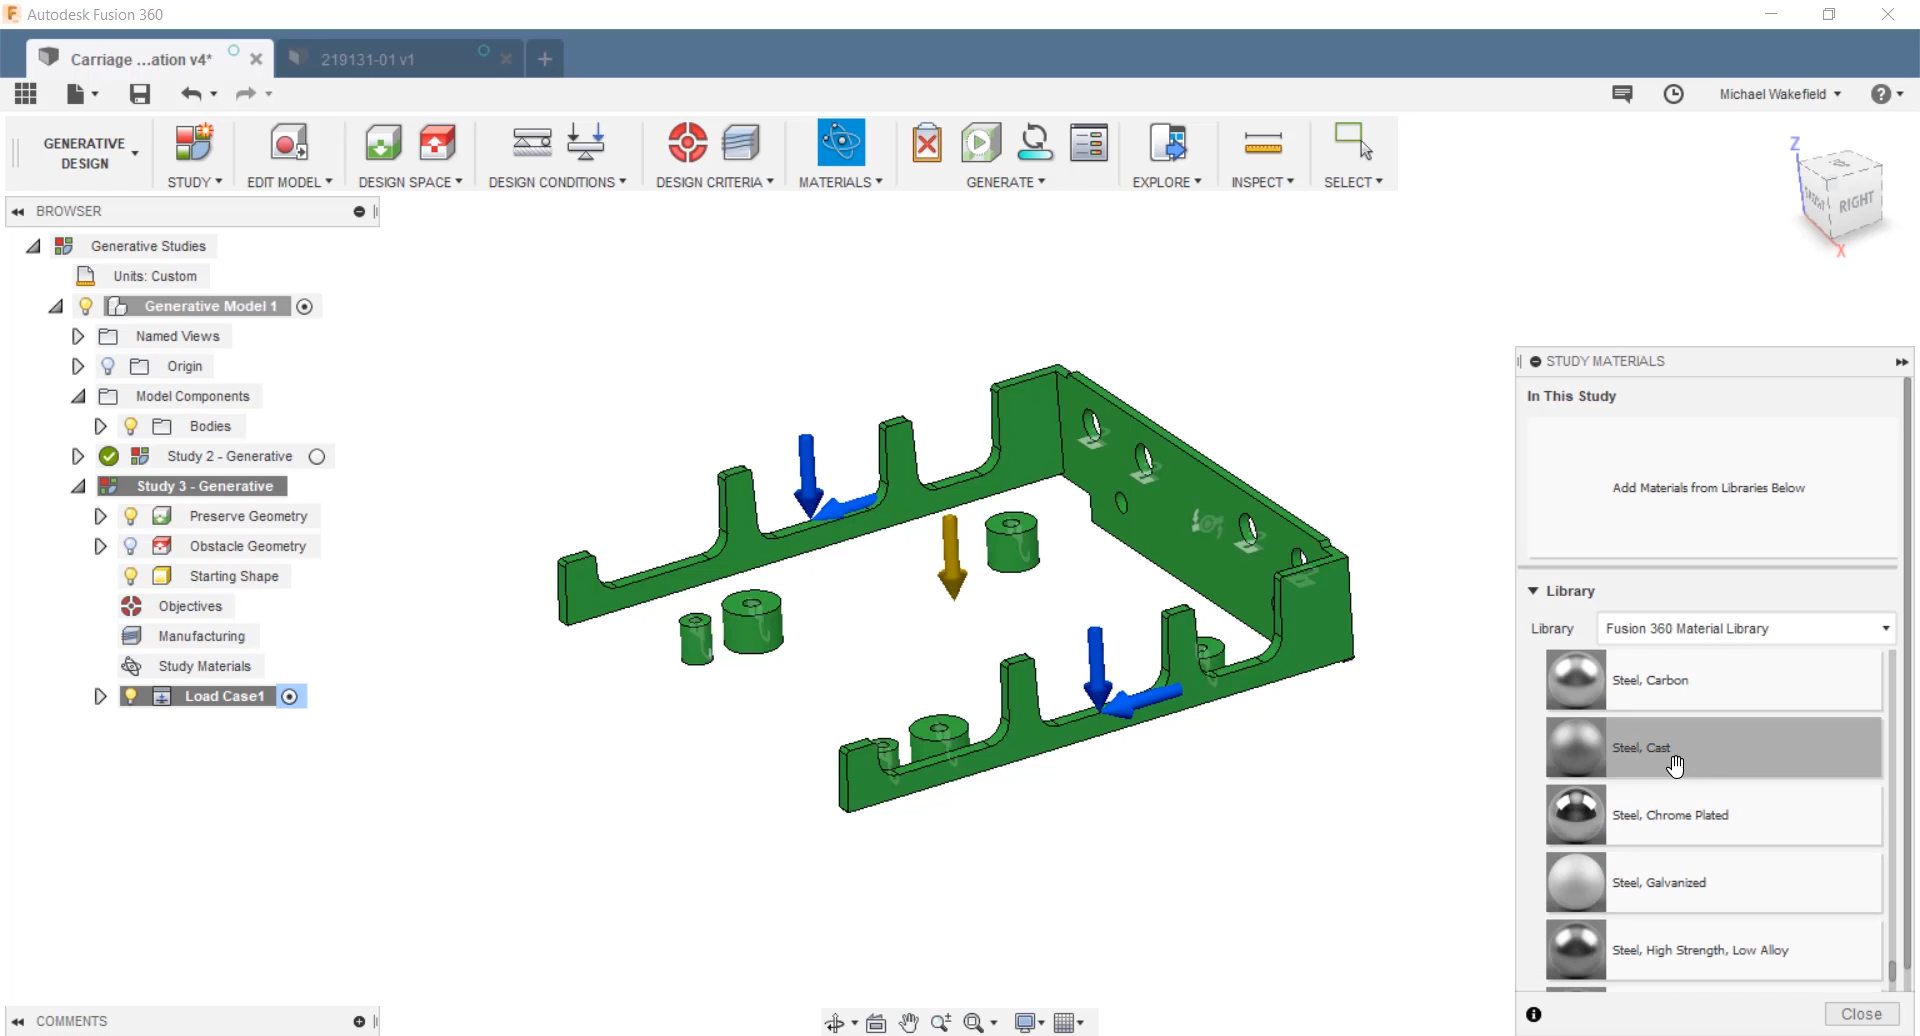 Autodesk Fusion 360
Carriage ...ation v4*
219131-01 v1
Michael Wakefield
GENERATIVE DESIGN
STUDY
EDIT MODEL
DESIGN SPACE
DESIGN CONDITIONS
DESIGN CRITERIA
MATERIALS
GENERATE
EXPLORE
INSPECT
SELECT
Z
RIGHT
X
BROWSER
Generative Studies
Units: Custom
Generative Model 1
Named Views
Origin
Model Components
Bodies
Study 2 - Generative
Study 3 - Generative
Preserve Geometry
Obstacle Geometry
Starting Shape
Objectives
Manufacturing
Study Materials
Load Case1
STUDY MATERIALS
In This Study
Add Materials from Libraries Below
Library
Library
Fusion 360 Material Library
Steel, Carbon
Steel, Cast
Steel, Chrome Plated
Steel, Galvanized
Steel, High Strength, Low Alloy
Close
COMMENTS